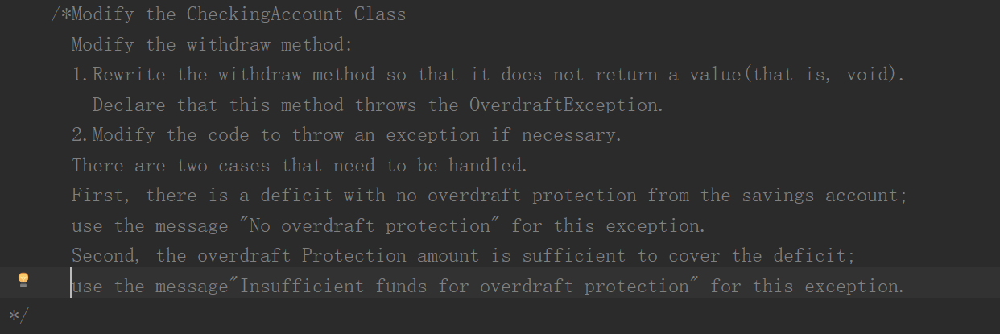 /*Modify the CheckingAccount Class
Modify the withdraw method:
1.Rewrite the withdraw method so that it does not return a value(that is, void).
Declare that this method throws the OverdraftException.
2.Modify the code to throw an exception if necessary.
There are two cases that need to be handled.
First, there is a deficit with no overdraft protection from the savings account;
use the message "No overdraft protection" for this exception.
Second, the overdraft Protection amount is sufficient to cover the deficit;
use the message"Insufficient funds for overdraft protection" for this exception.
*/